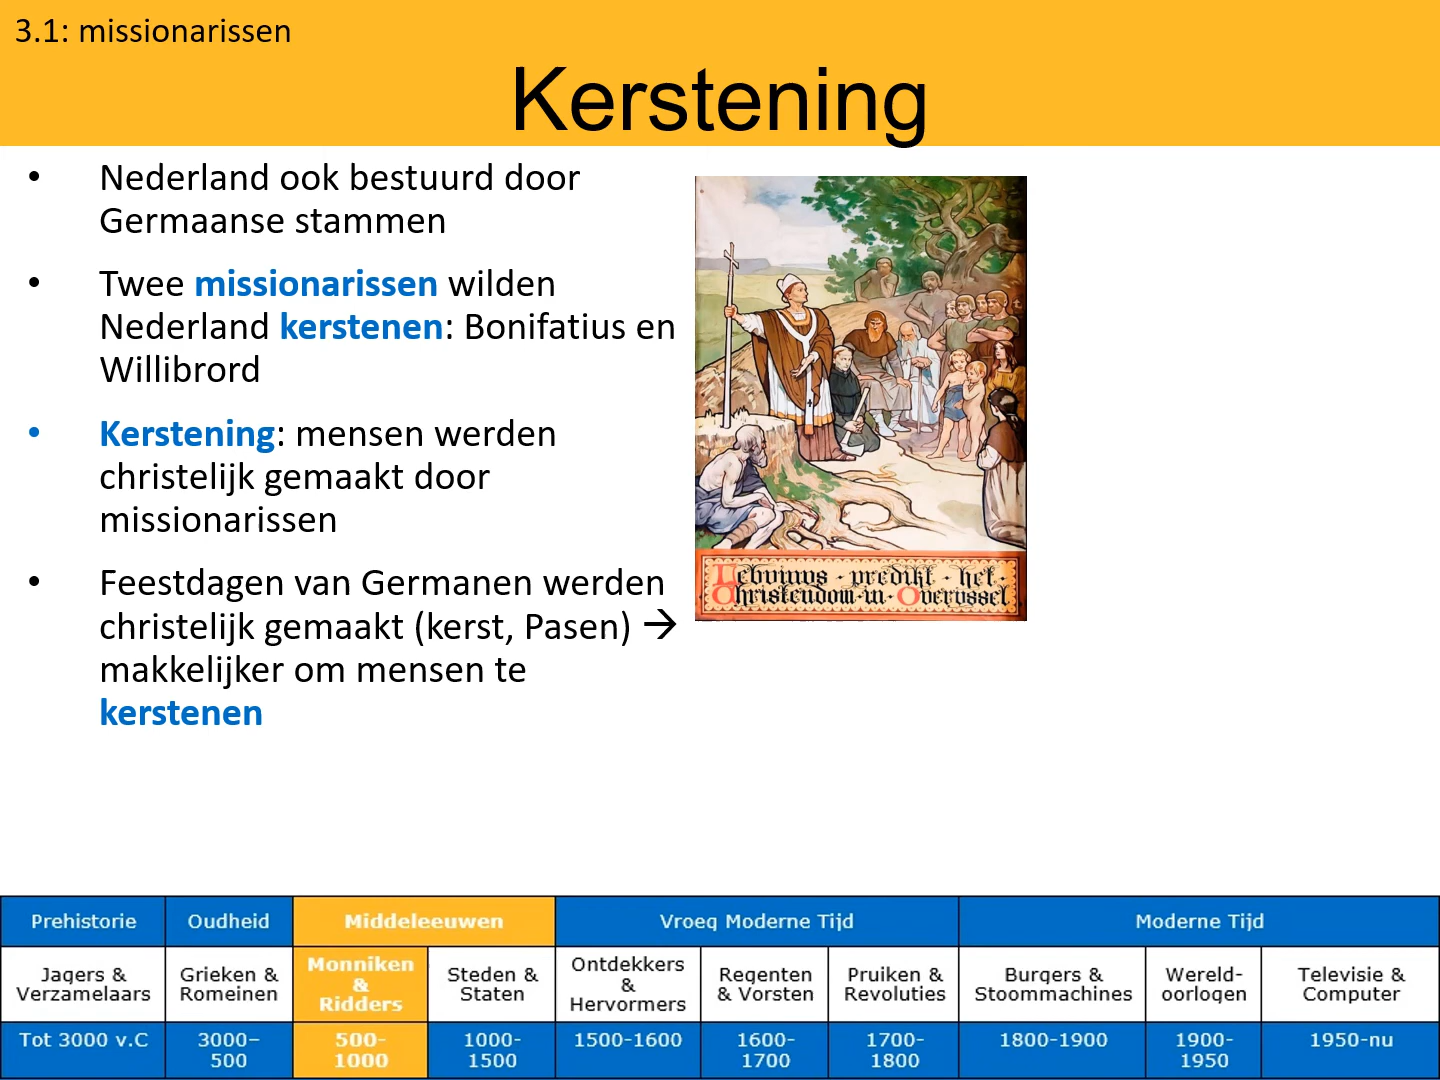 3.1: missionarissen
Kerstening
• Nederland ook bestuurd door
Germaanse stammen
• Twee missionarissen wilden
Nederland kerstenen: Bonifatius en
Willibrord
• Kerstening: mensen werden
christelijk gemaakt door
missionarissen
• Feestdagen van Germanen werden
christelijk gemaakt (kerst, Pasen) →
makkelijker om mensen te
kerstenen
Lebuinus · predikt · het ·
Christendom · in · Overijssel
Prehistorie Oudheid Middeleeuwen Vroeg Moderne Tijd Moderne Tijd
Jagers &
Verzamelaars
Grieken &
Romeinen
Monniken
&
Ridders
Steden &
Staten
Ontdekkers
&
Hervormers
Regenten
& Vorsten
Pruiken &
Revoluties
Burgers &
Stoommachines
Wereld-
oorlogen
Televisie &
Computer
Tot 3000 v.C
3000–
500
500-
1000
1000-
1500
1500-1600
1600-
1700
1700-
1800
1800-1900
1900-
1950
1950-nu